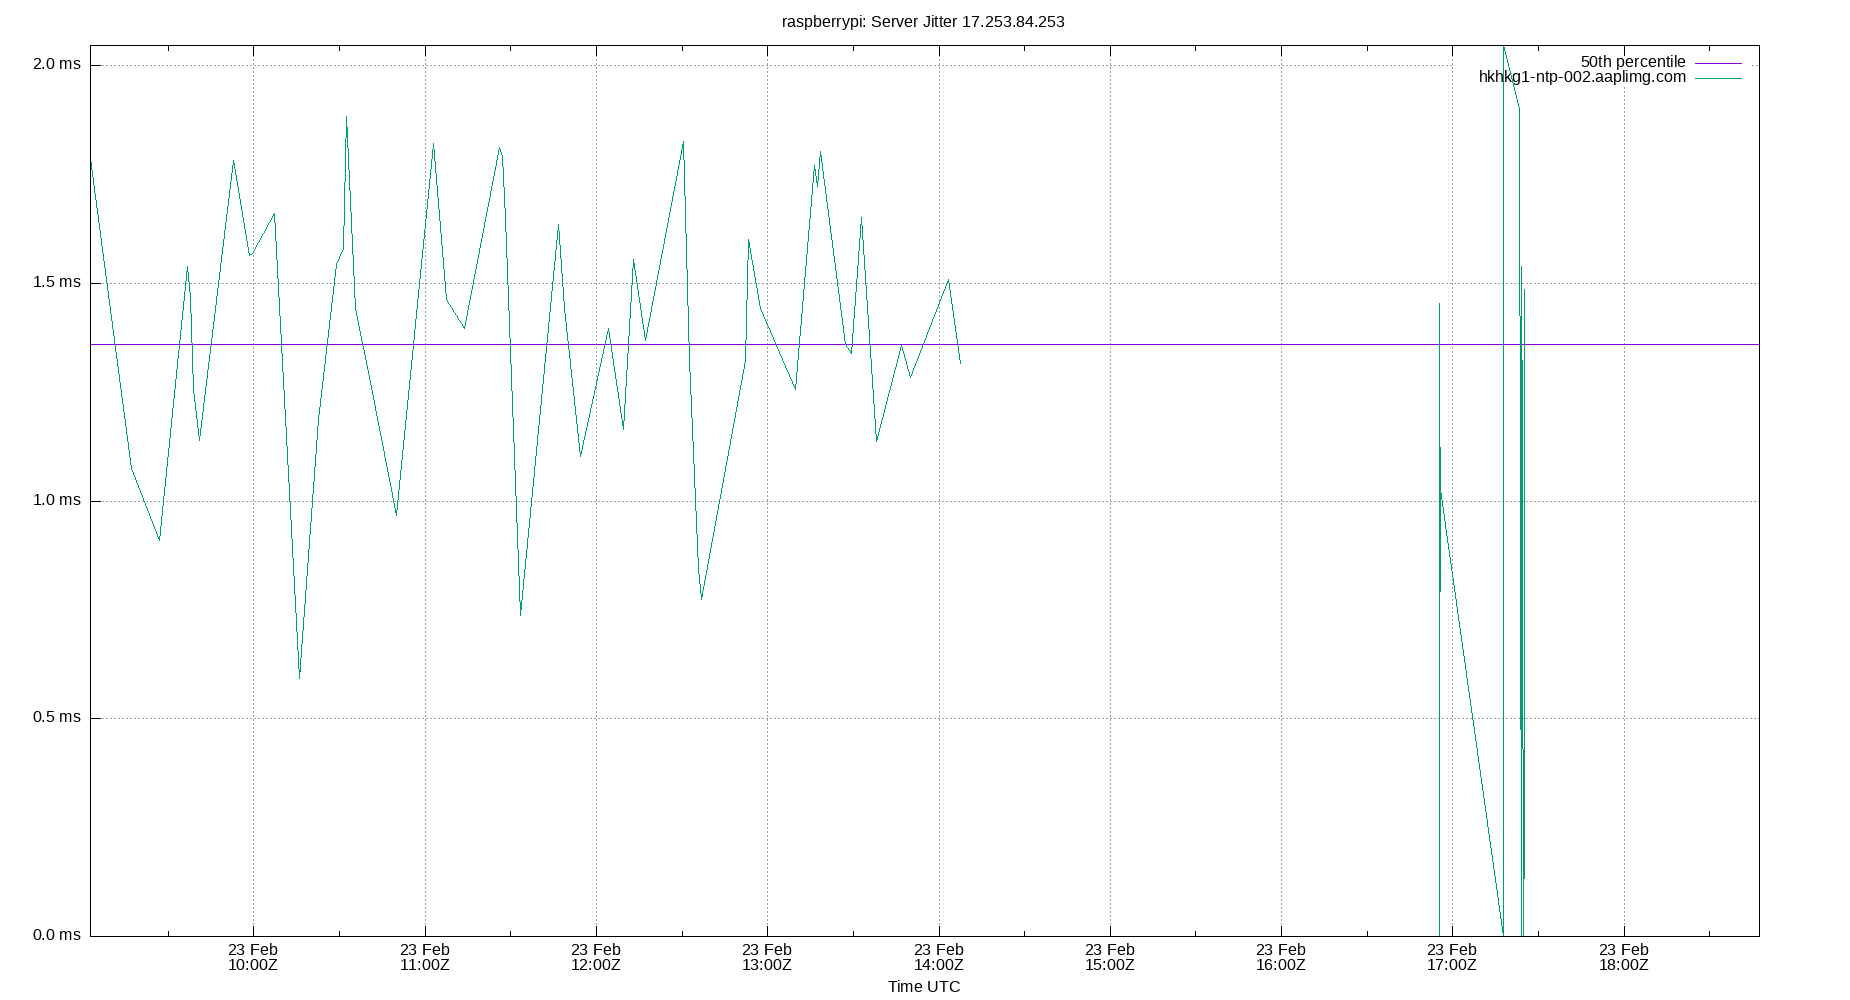 raspberrypi: Server Jitter 17.253.84.253
50th percentile
hkhkg1-ntp-002.aaplimg.com
2.0 ms
1.5 ms
1.0 ms
0.5 ms
0.0 ms
23 Feb 23 Feb 23 Feb 23 Feb 23 Feb 23 Feb 23 Feb 23 Feb 23 Feb
10:00Z 11:00Z 12:00Z 13:00Z 14:00Z 15:00Z 16:00Z 17:00Z 18:00Z
Time UTC